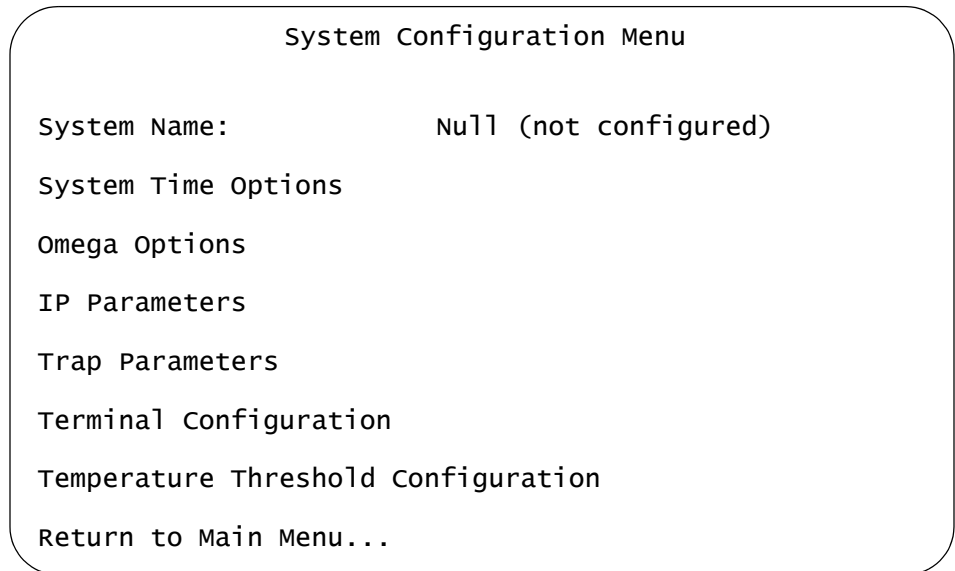 System Configuration Menu
System Name: Null (not configured)
System Time Options
Omega Options
IP Parameters
Trap Parameters
Terminal Configuration
Temperature Threshold Configuration
Return to Main Menu...